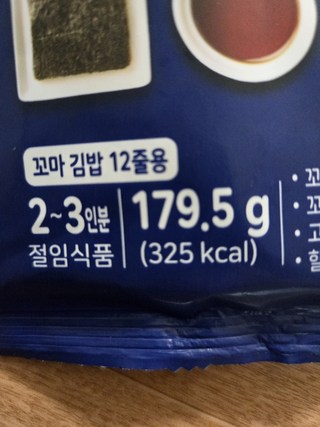 꼬마 김밥 12줄용
2~3인분
절임식품
179.5 g
(325 kcal)